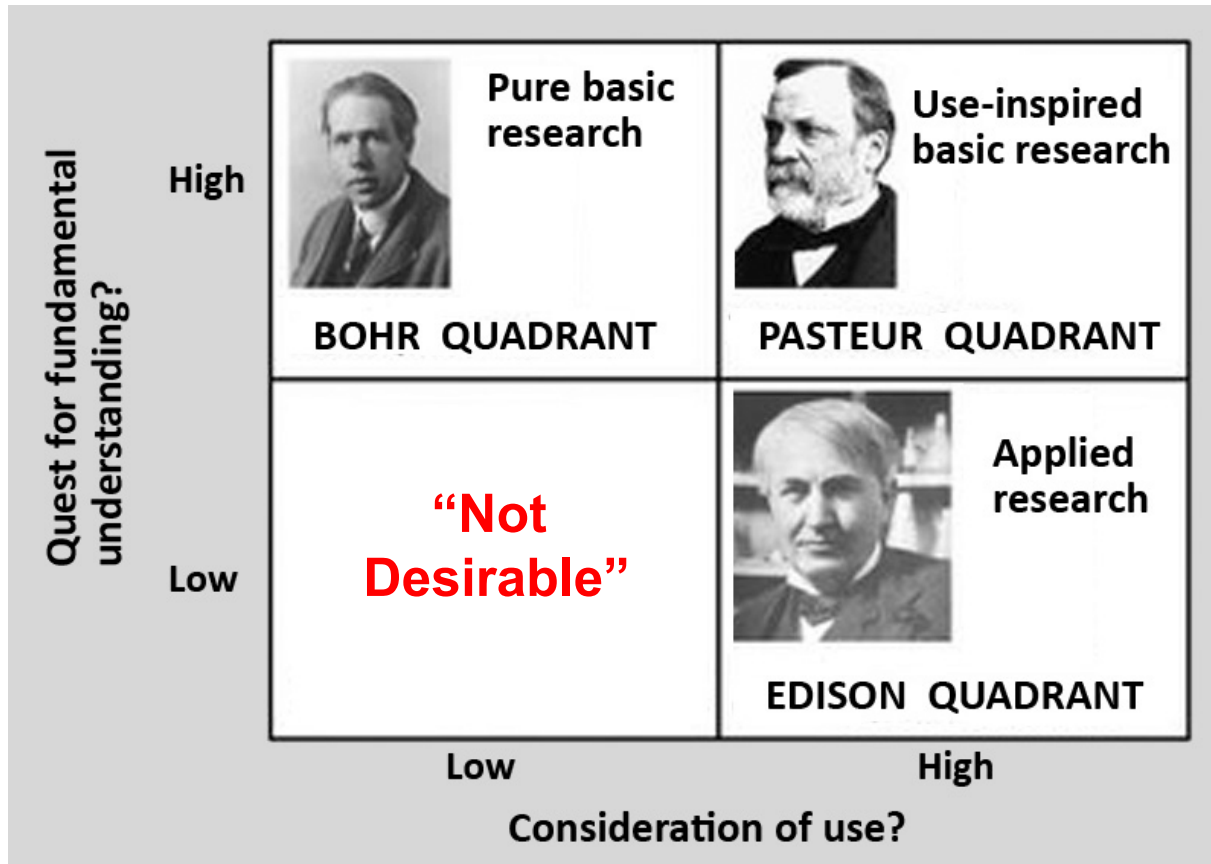 Quest for fundamental
understanding?
High
Pure basic
research
BOHR QUADRANT
Use-inspired
basic research
PASTEUR QUADRANT
Low
“Not
Desirable”
Applied
research
EDISON QUADRANT
Low
High
Consideration of use?